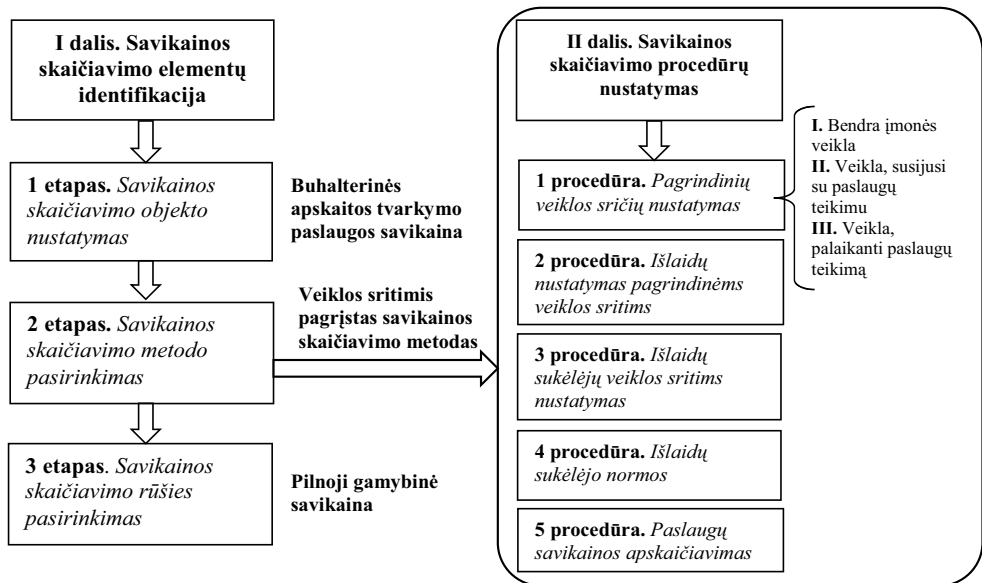 I dalis. Savikainos
skaičiavimo elementų
identifikacija
1 etapas. Savikainos
skaičiavimo objekto
nustatymas
Buhalterinės
apskaitos tvarkymo
paslaugos savikaina
2 etapas. Savikainos
skaičiavimo metodo
pasirinkimas
Veiklos sritimis
pagrįstas savikainos
skaičiavimo metodas
3 etapas. Savikainos
skaičiavimo rūšies
pasirinkimas
Pilnoji gamybinė
savikaina
II dalis. Savikainos
skaičiavimo procedūrų
nustatymas
1 procedūra. Pagrindinių
veiklos sričių nustatymas
I. Bendra įmonės
veikla
II. Veikla, susijusi
su paslaugų
teikimu
III. Veikla,
palaikanti paslaugų
teikimą
2 procedūra. Išlaidų
nustatymas pagrindinėms
veiklos sritims
3 procedūra. Išlaidų
sukėlėjų veiklos sritims
nustatymas
4 procedūra. Išlaidų
sukėlėjo normos
5 procedūra. Paslaugų
savikainos apskaičiavimas